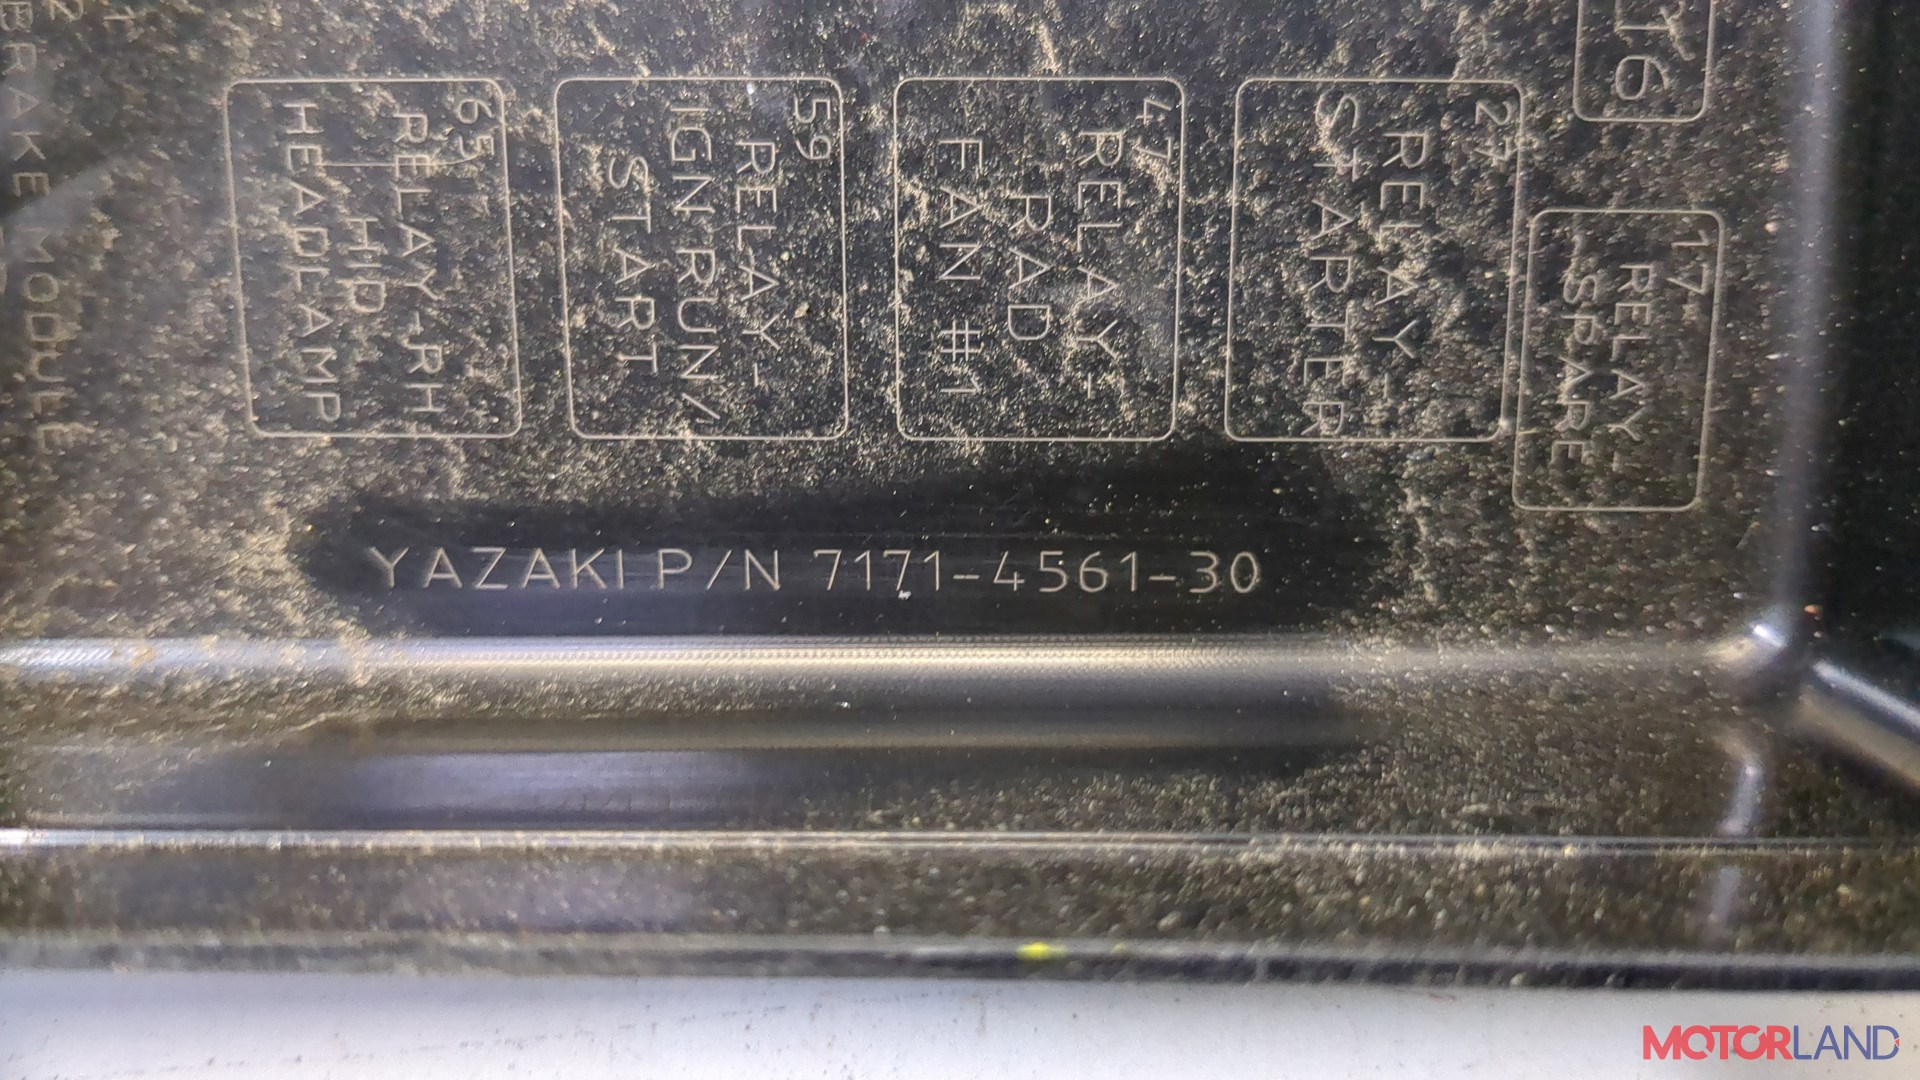 BRAKE MODULE
65
RELAY-RH
HID
HEADLAMP
59
RELAY-
IGN RUN/
START
47
RELAY-
RAD
FAN #1
27
RELAY-
STARTER
16
17
RELAY-
SPARE
YAZAKI P/N 7171-4561-30
MOTORLAND